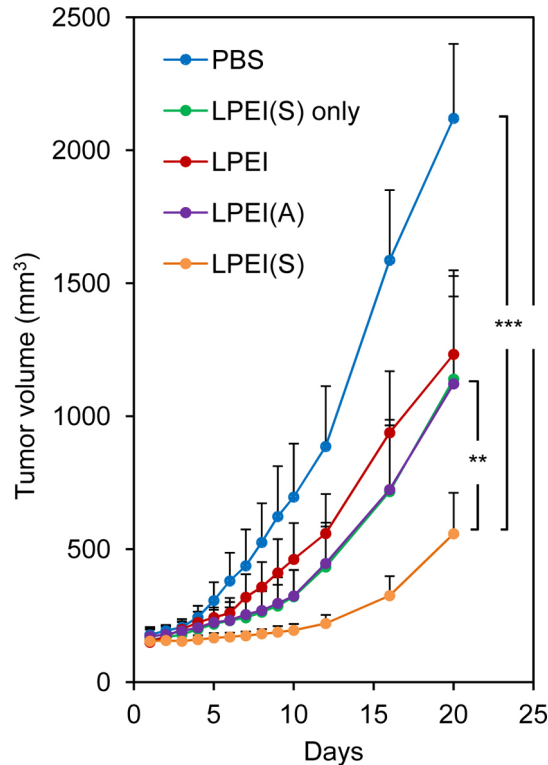 2500
2000
1500
1000
500
0
Tumor volume (mm³)
PBS
LPEI(S) only
LPEI
LPEI(A)
LPEI(S)
***
**
0 5 10 15 20 25
Days